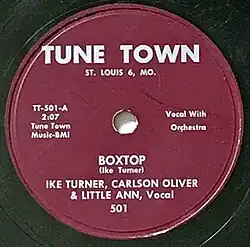 TUNE TOWN
ST. LOUIS 6, MO.
TT-501-A
2:07
Tune Town
Music-BMI
Vocal With
Orchestra
BOXTOP
(Ike Turner)
IKE TURNER, CARLSON OLIVER
& LITTLE ANN, Vocal
501